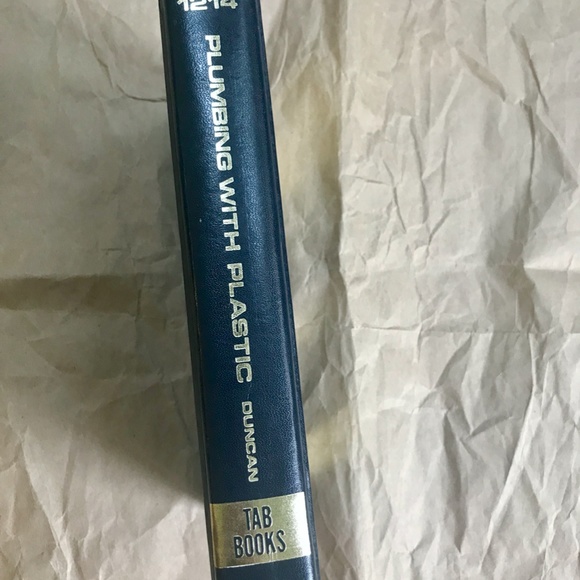 1214
PLUMBING WITH PLASTIC DUNCAN
TAB
BOOKS